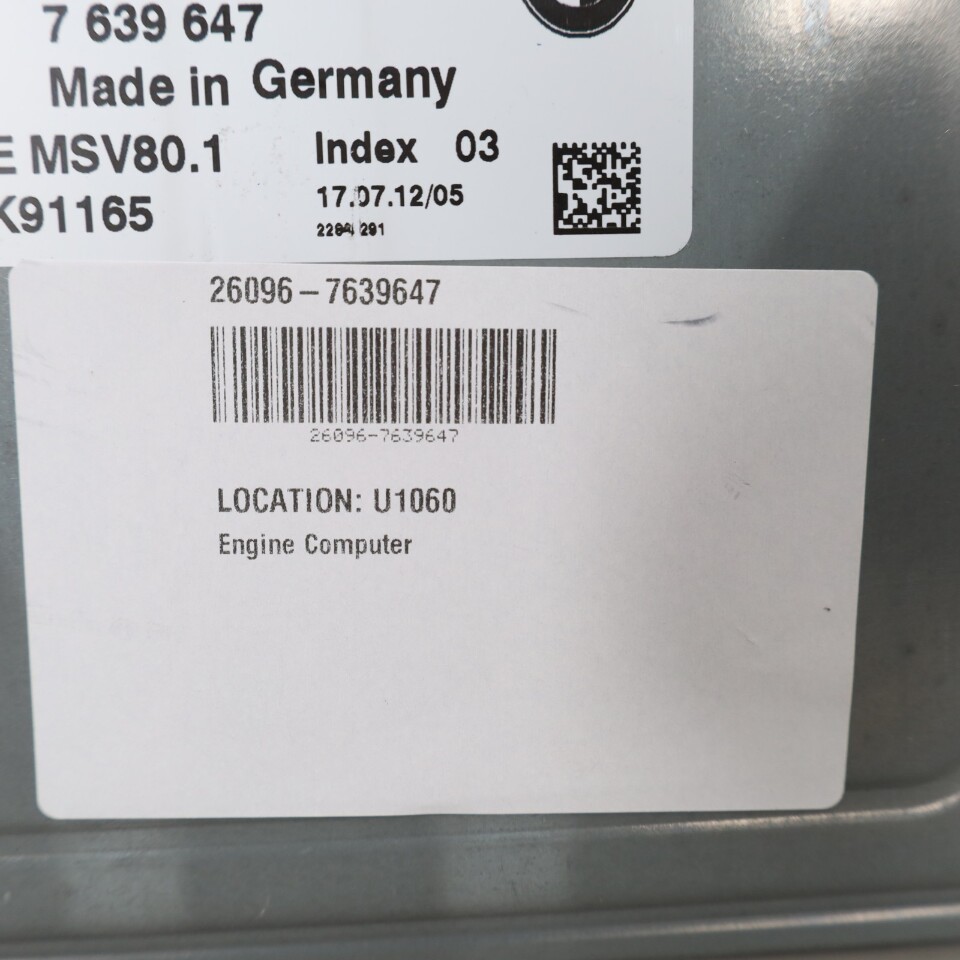 7 639 647
Made in Germany
E MSV80.1 Index 03
K91165 17.07.12/05
26096-7639647
26096-7639647
LOCATION: U1060
Engine Computer